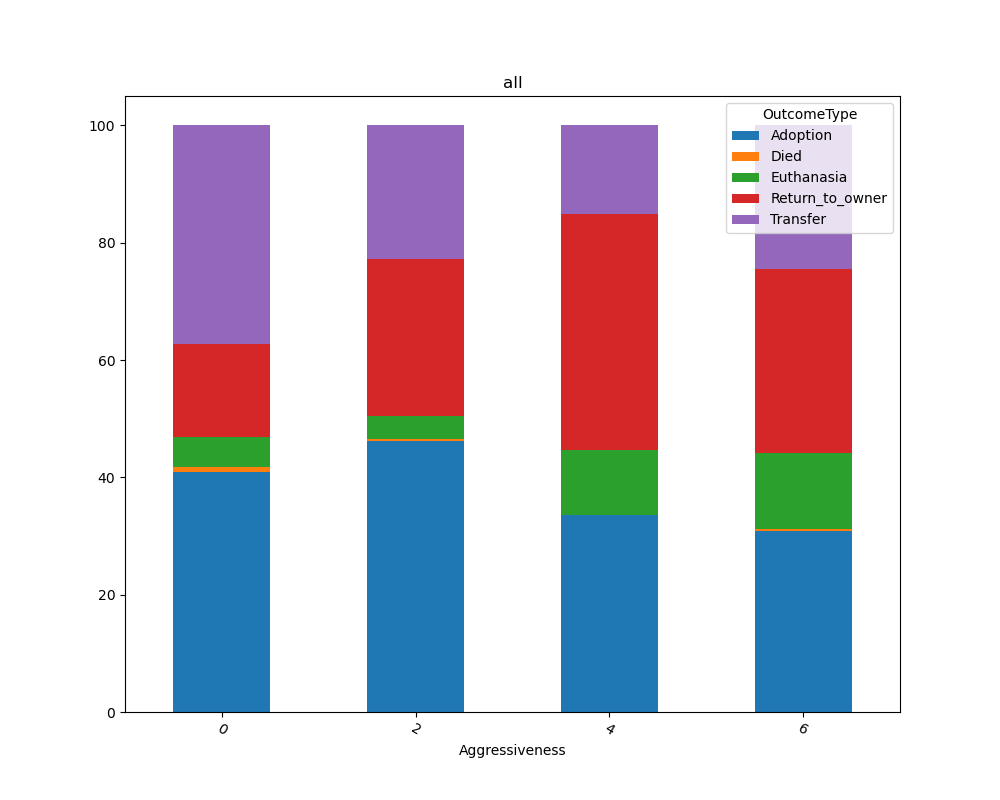 all
OutcomeType
Adoption
Died
Euthanasia
Return_to_owner
Transfer
100
80
60
40
20
0
0 2 4 6
Aggressiveness